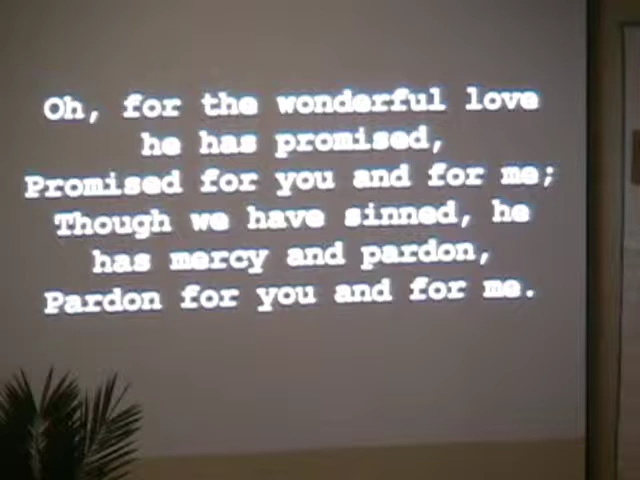 Oh, for the wonderful love
he has promised,
Promised for you and for me;
Though we have sinned, he
has mercy and pardon,
Pardon for you and for me.